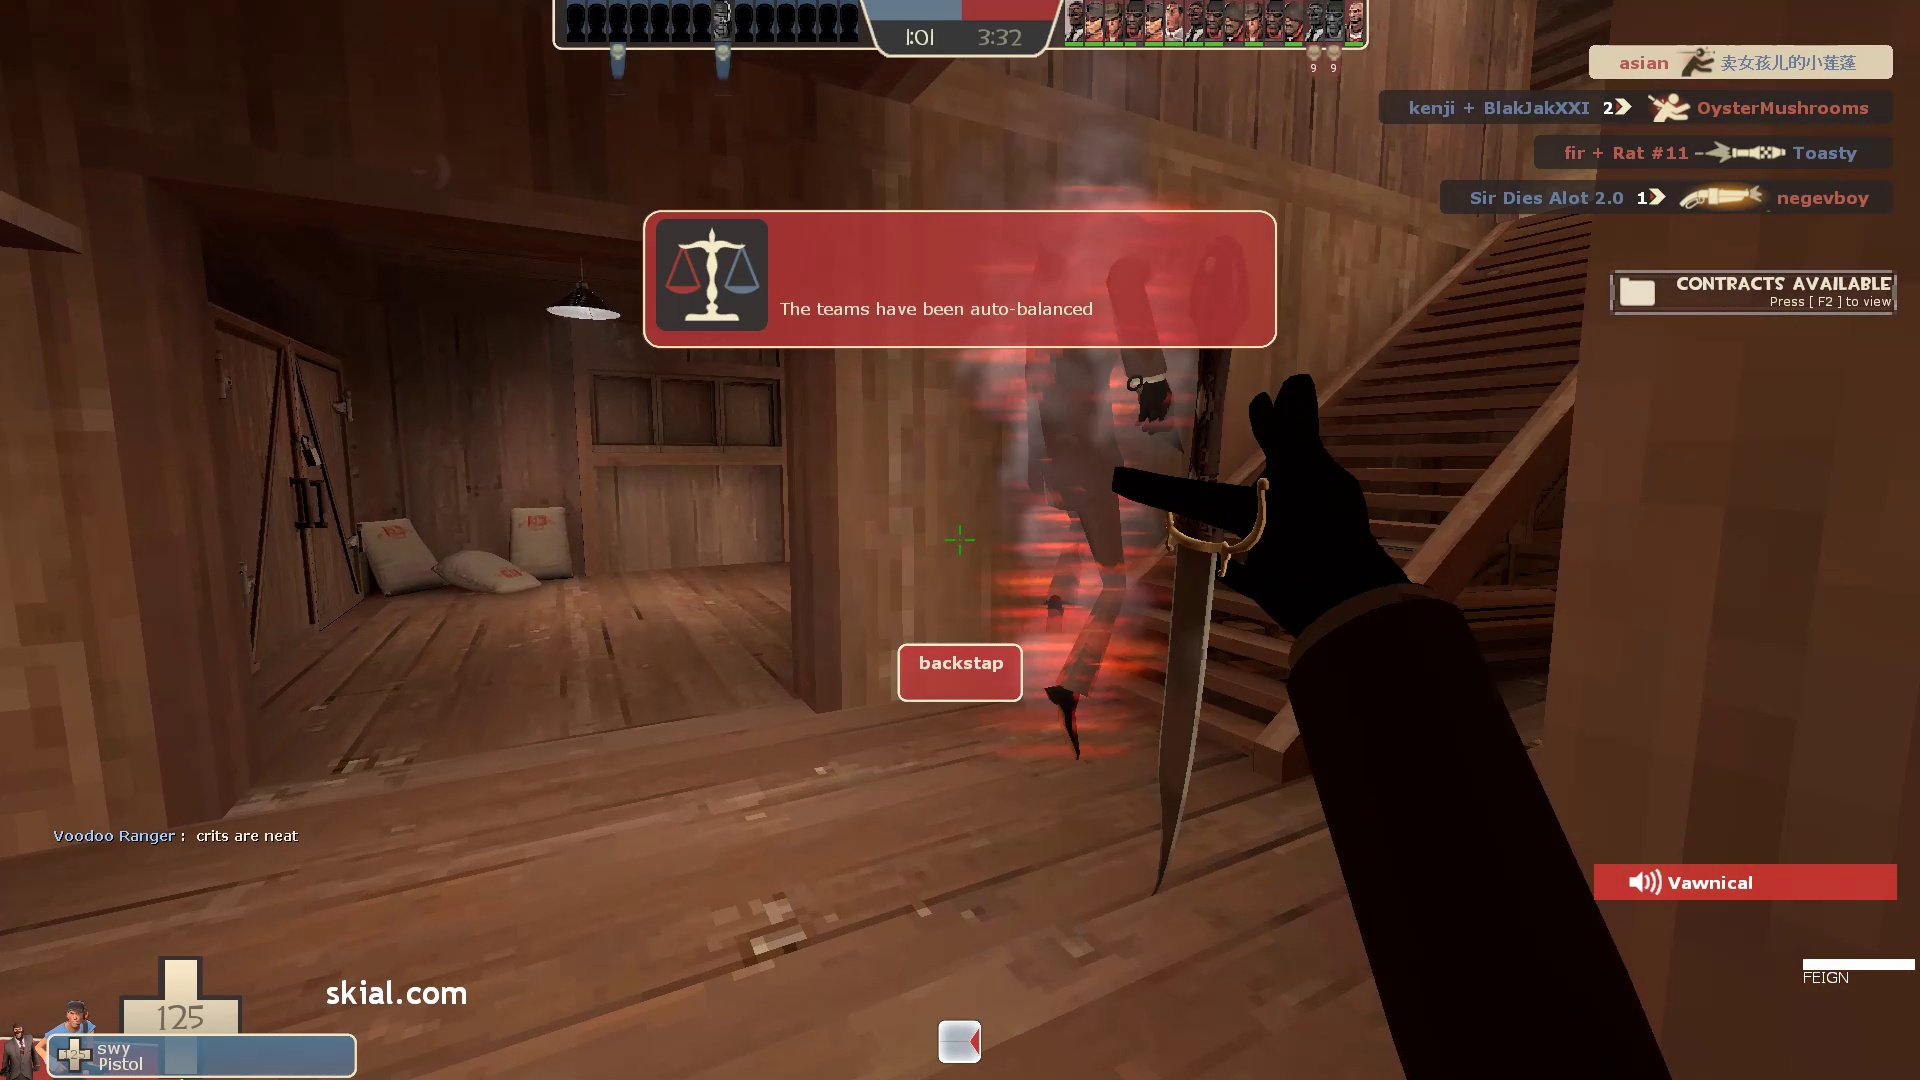 1:01 3:32
9 9
asian 卖女孩儿的小莲蓬
kenji + BlakJakXXI 2 OysterMushrooms
fir + Rat #11 Toasty
Sir Dies Alot 2.0 1 negevboy
CONTRACTS AVAILABLE
Press [ F2 ] to view
The teams have been auto-balanced
backstap
Voodoo Ranger : crits are neat
Vawnical
FEIGN
skial.com
125
125
swy
Pistol